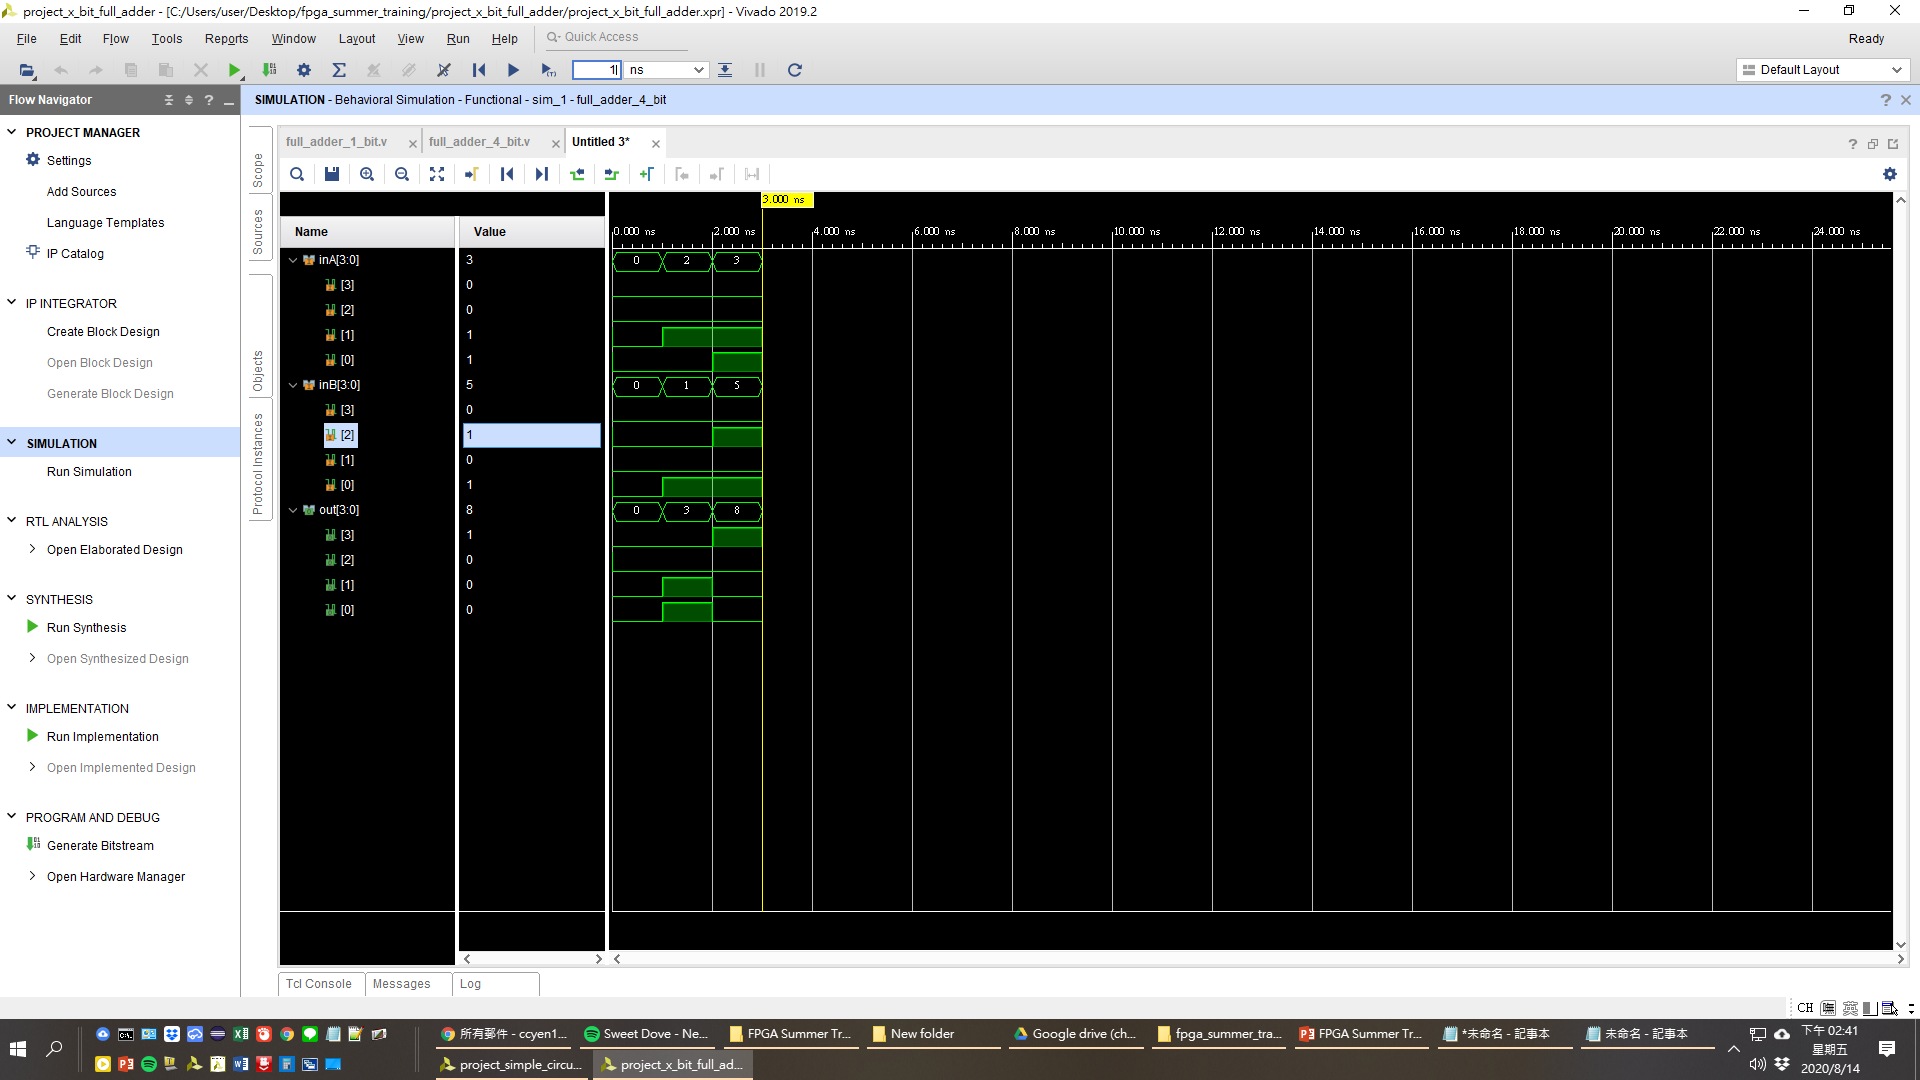 project_x_bit_full_adder - [C:/Users/user/Desktop/fpga_summer_training/project_x_bit_full_adder/project_x_bit_full_adder.xpr] - Vivado 2019.2
File Edit Flow Tools Reports Window Layout View Run Help Quick Access Ready
1 ns Default Layout
Flow Navigator
SIMULATION - Behavioral Simulation - Functional - sim_1 - full_adder_4_bit
PROJECT MANAGER
Settings
Add Sources
Language Templates
IP Catalog
IP INTEGRATOR
Create Block Design
Open Block Design
Generate Block Design
SIMULATION
Run Simulation
RTL ANALYSIS
Open Elaborated Design
SYNTHESIS
Run Synthesis
Open Synthesized Design
IMPLEMENTATION
Run Implementation
Open Implemented Design
PROGRAM AND DEBUG
Generate Bitstream
Open Hardware Manager
Scope
Sources
Objects
Protocol Instances
full_adder_1_bit.v full_adder_4_bit.v Untitled 3*
3.000 ns
Name Value
0.000 ns 2.000 ns 4.000 ns 6.000 ns 8.000 ns 10.000 ns 12.000 ns 14.000 ns 16.000 ns 18.000 ns 20.000 ns 22.000 ns 24.000 ns
inA[3:0] 3 0 2 3
[3] 0
[2] 0
[1] 1
[0] 1
inB[3:0] 5 0 1 5
[3] 0
[2] 1
[1] 0
[0] 1
out[3:0] 8 0 3 8
[3] 1
[2] 0
[1] 0
[0] 0
Tcl Console Messages Log
CH 英
所有郵件 - ccyen1... Sweet Dove - Ne... FPGA Summer Tr... New folder Google drive (ch... fpga_summer_tra... FPGA Summer Tr... *未命名 - 記事本 未命名 - 記事本
project_simple_circu... project_x_bit_full_ad...
下午 02:41
星期五
2020/8/14